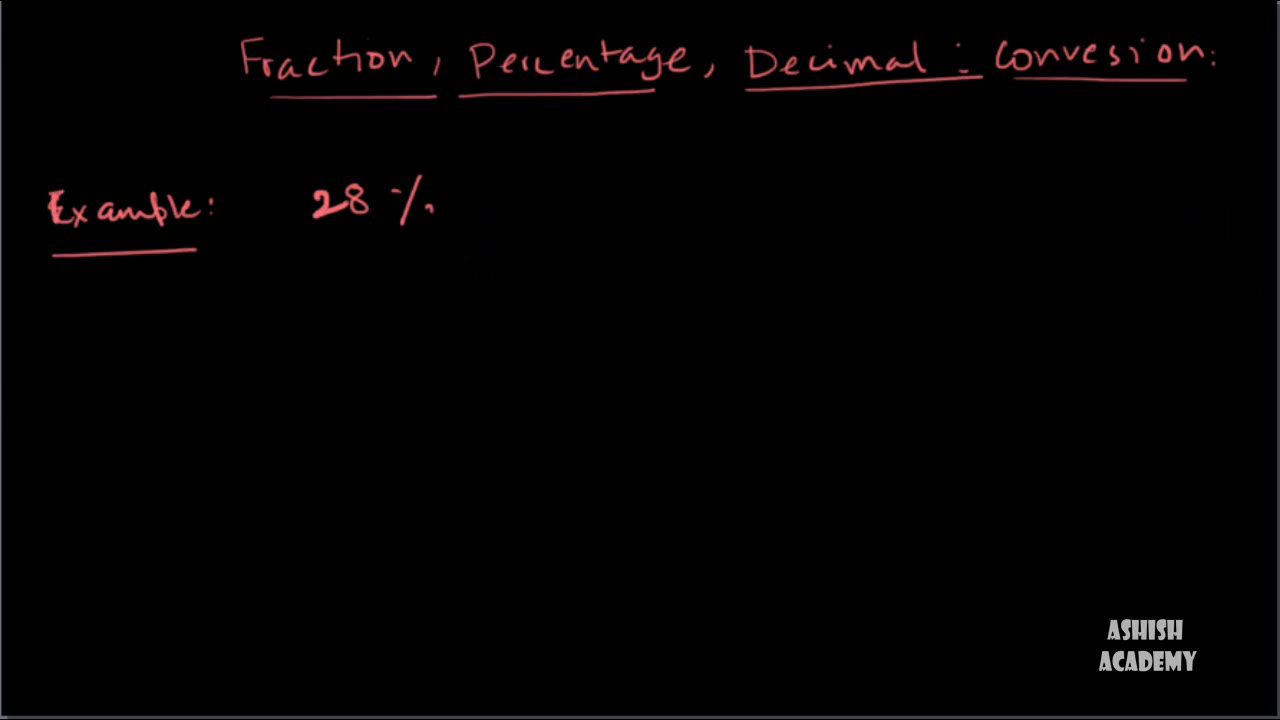 Fraction, Percentage, Decimal : Convesion:
Example: 28 %
ASHISH
ACADEMY